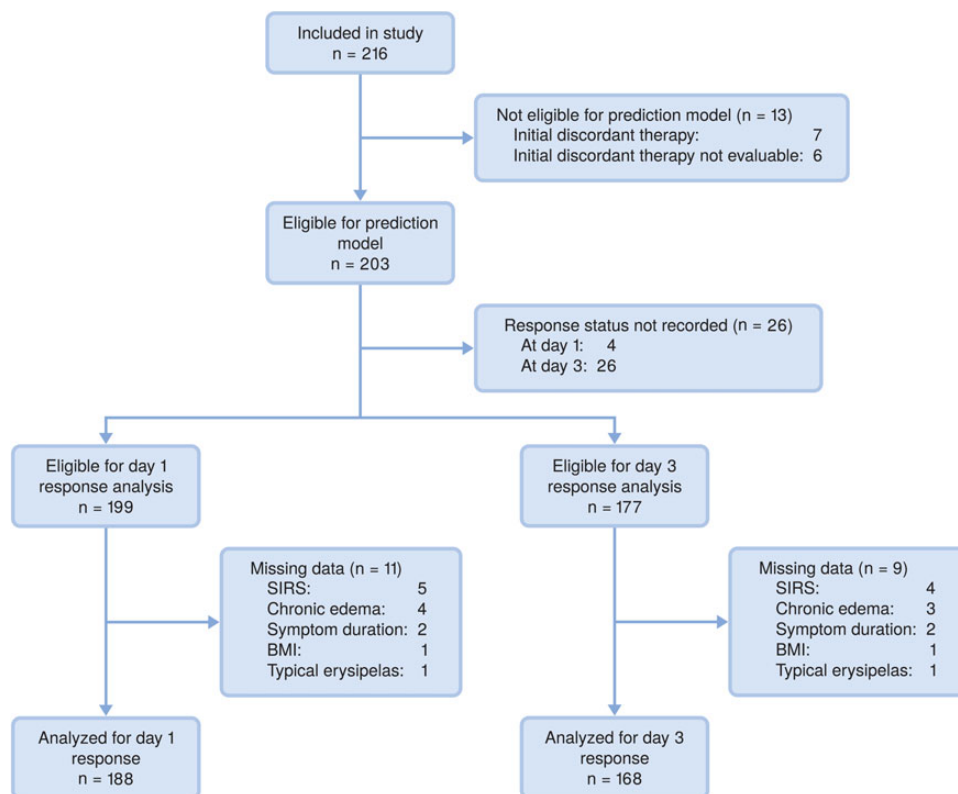 Included in study
n = 216
Not eligible for prediction model (n = 13)
Initial discordant therapy: 7
Initial discordant therapy not evaluable: 6
Eligible for prediction
model
n = 203
Response status not recorded (n = 26)
At day 1: 4
At day 3: 26
Eligible for day 1
response analysis
n = 199
Eligible for day 3
response analysis
n = 177
Missing data (n = 11)
SIRS: 5
Chronic edema: 4
Symptom duration: 2
BMI: 1
Typical erysipelas: 1
Missing data (n = 9)
SIRS: 4
Chronic edema: 3
Symptom duration: 2
BMI: 1
Typical erysipelas: 1
Analyzed for day 1
response
n = 188
Analyzed for day 3
response
n = 168